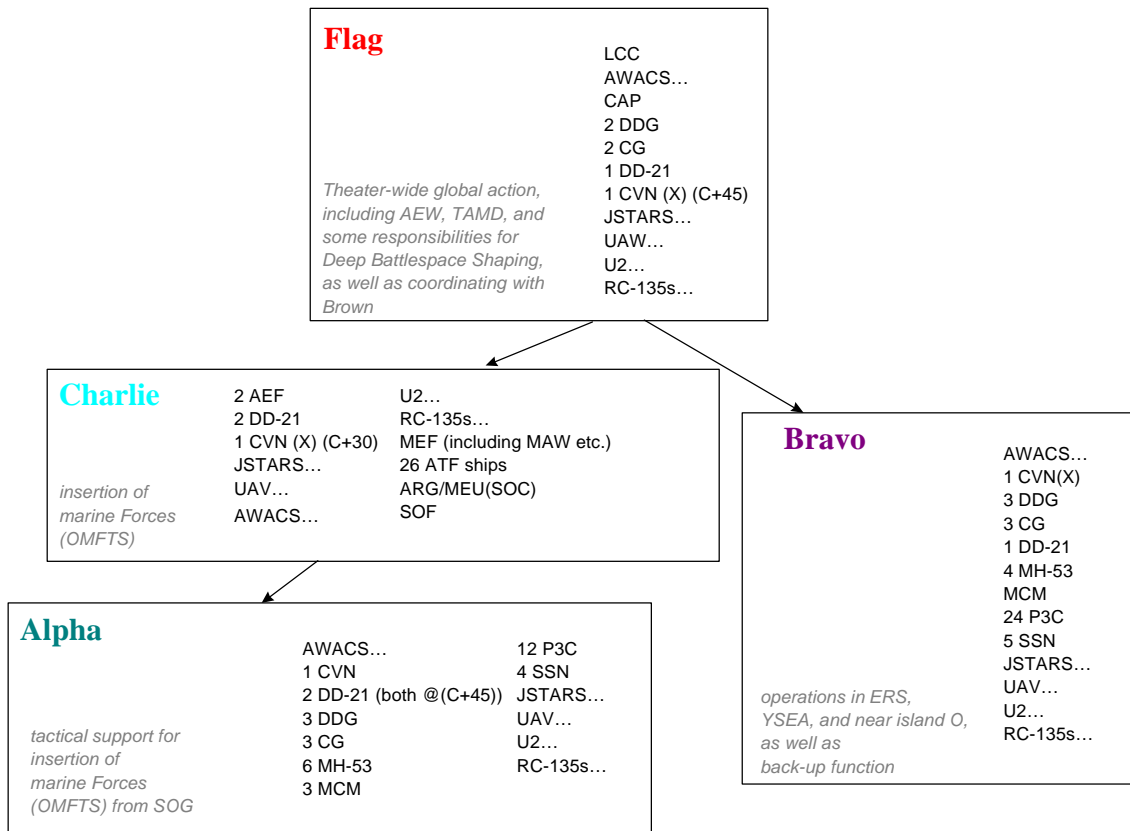 Flag
LCC
AWACS…
CAP
2 DDG
2 CG
1 DD-21
1 CVN (X) (C+45)
JSTARS…
UAW…
U2…
RC-135s…
Theater-wide global action,
including AEW, TAMD, and
some responsibilities for
Deep Battlespace Shaping,
as well as coordinating with
Brown
Charlie
2 AEF
2 DD-21
1 CVN (X) (C+30)
JSTARS…
UAV…
AWACS…
U2…
RC-135s…
MEF (including MAW etc.)
26 ATF ships
ARG/MEU(SOC)
SOF
insertion of
marine Forces
(OMFTS)
Bravo
AWACS…
1 CVN(X)
3 DDG
3 CG
1 DD-21
4 MH-53
MCM
24 P3C
5 SSN
JSTARS…
UAV…
U2…
RC-135s…
operations in ERS,
YSEA, and near island O,
as well as
back-up function
Alpha
AWACS…
1 CVN
2 DD-21 (both @(C+45))
3 DDG
3 CG
6 MH-53
3 MCM
12 P3C
4 SSN
JSTARS…
UAV…
U2…
RC-135s…
tactical support for
insertion of
marine Forces
(OMFTS) from SOG